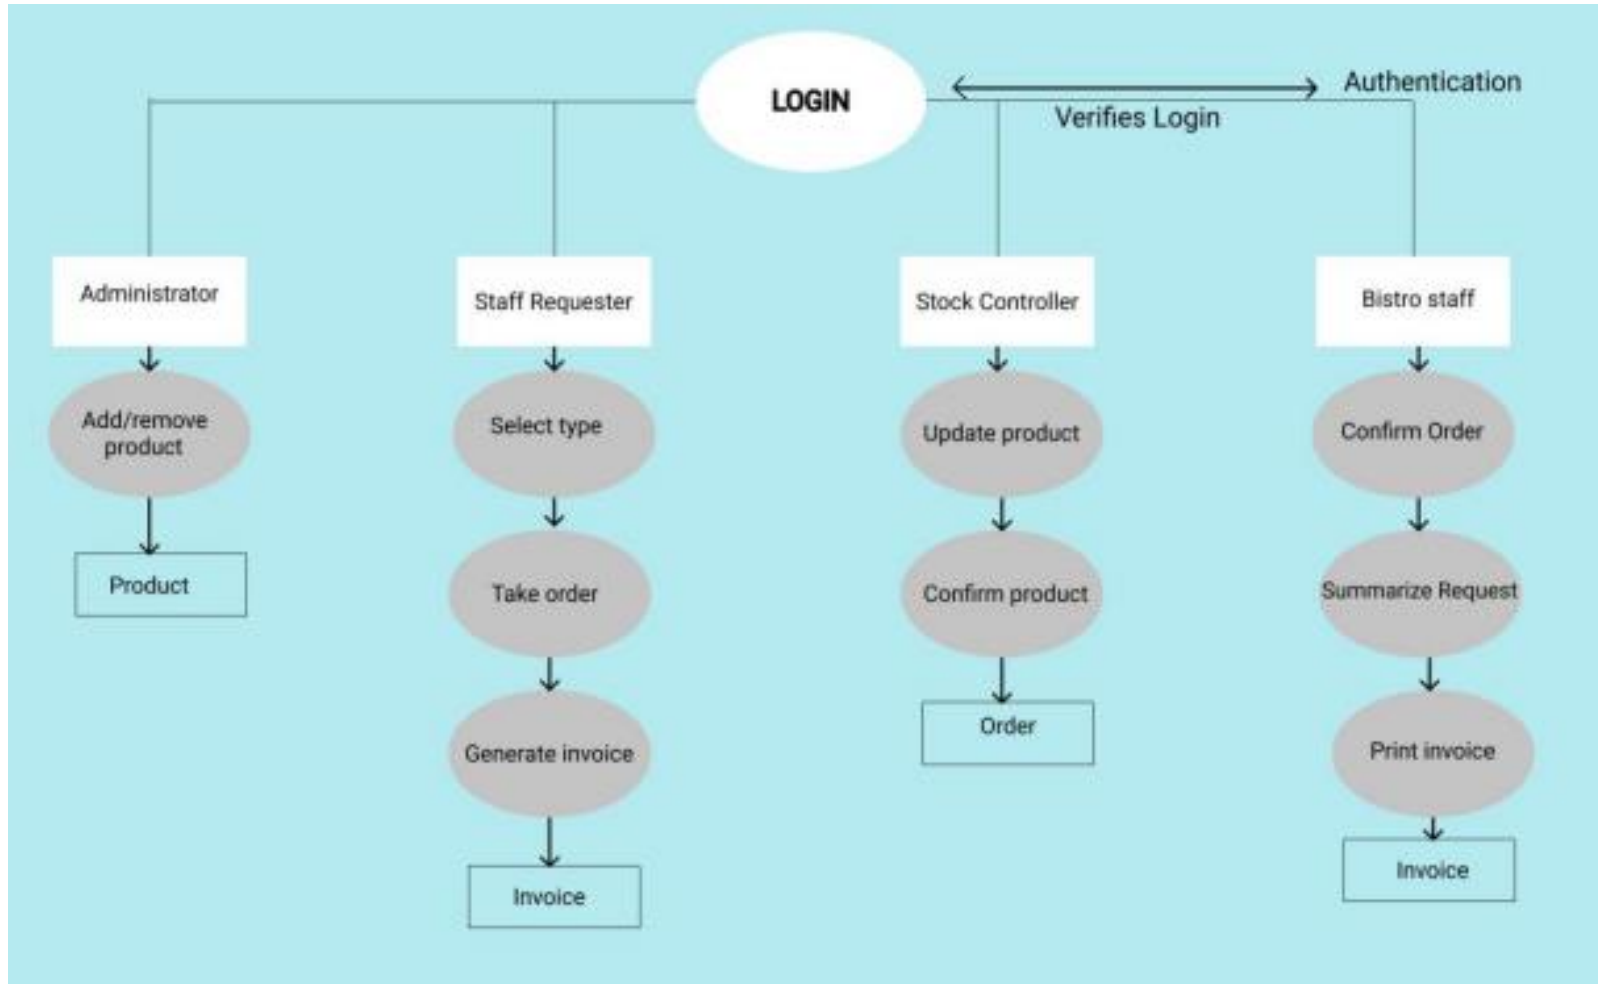 LOGIN
Authentication
Verifies Login
Administrator
Staff Requester
Stock Controller
Bistro staff
Add/remove
product
Select type
Update product
Confirm Order
Product
Take order
Confirm product
Summarize Request
Generate invoice
Order
Print invoice
Invoice
Invoice